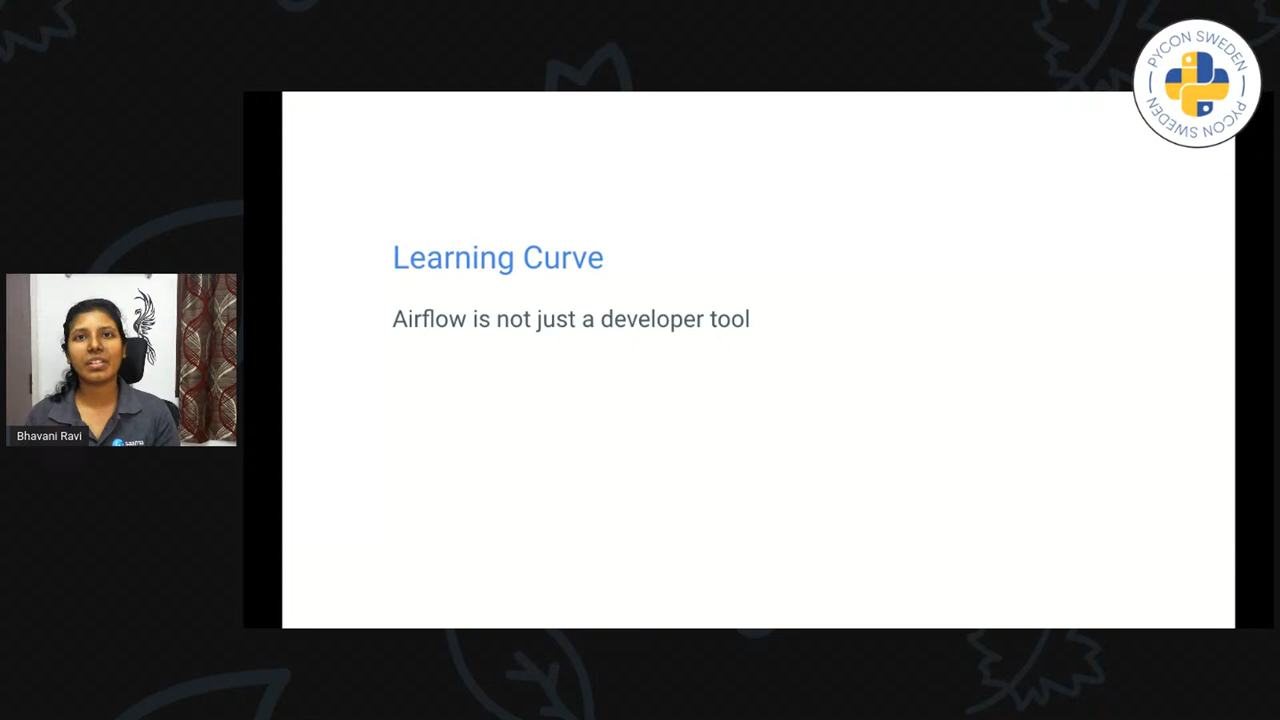 PYCON SWEDEN
PYCON SWEDEN
Learning Curve
Airflow is not just a developer tool
Bhavani Ravi